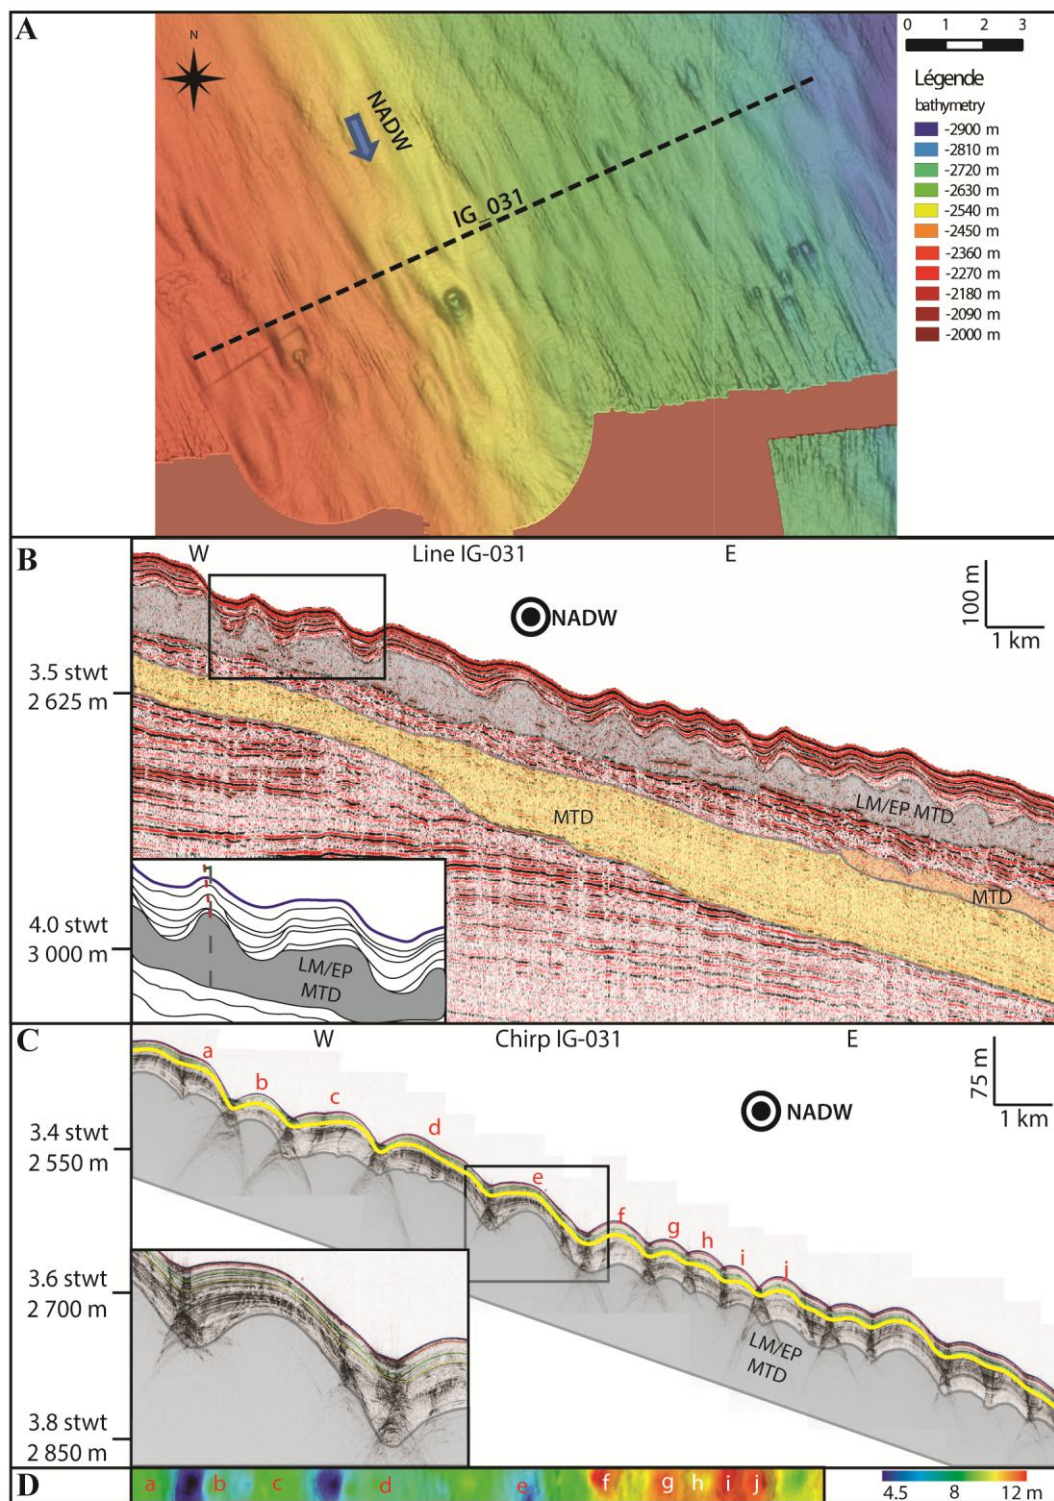 A
N
NADW
IG_031
0 1 2 3
Légende
bathymetry
-2900 m
-2810 m
-2720 m
-2630 m
-2540 m
-2450 m
-2360 m
-2270 m
-2180 m
-2090 m
-2000 m
B
W Line IG-031 E
NADW
100 m
1 km
3.5 stwt
2 625 m
MTD
LM/EP MTD
MTD
4.0 stwt
3 000 m
LM/EP
MTD
C
W Chirp IG-031 E
NADW
75 m
1 km
a
b
c
d
e
f
g
h
i
j
3.4 stwt
2 550 m
3.6 stwt
2 700 m
LM/EP
MTD
3.8 stwt
2 850 m
D
a b c d e f g h i j
4.5 8 12 m